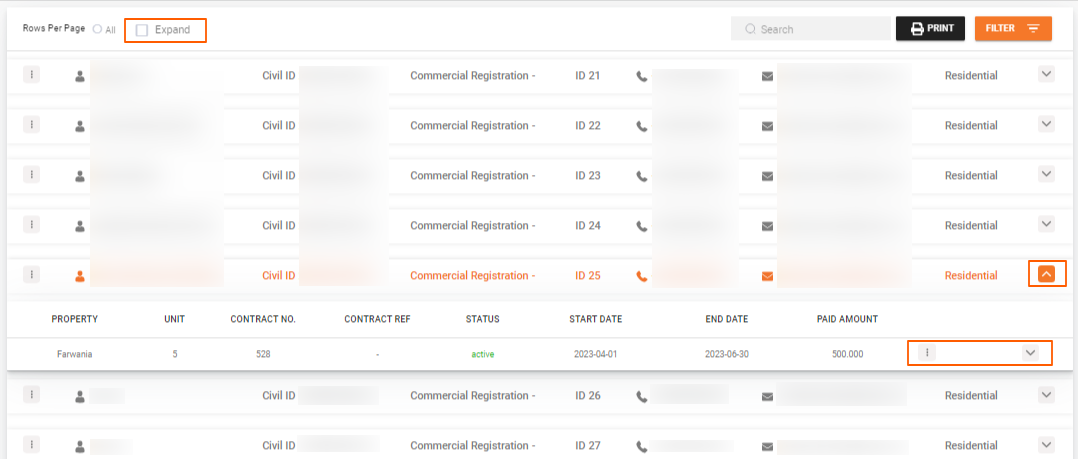 Rows Per Page All Expand Search PRINT FILTER
Civil ID Commercial Registration - ID 21 Residential
Civil ID Commercial Registration - ID 22 Residential
Civil ID Commercial Registration - ID 23 Residential
Civil ID Commercial Registration - ID 24 Residential
Civil ID Commercial Registration - ID 25 Residential
PROPERTY UNIT CONTRACT NO. CONTRACT REF STATUS START DATE END DATE PAID AMOUNT
Farwania 5 528 - active 2023-04-01 2023-06-30 500.000
Civil ID Commercial Registration - ID 26 Residential
Civil ID Commercial Registration - ID 27 Residential